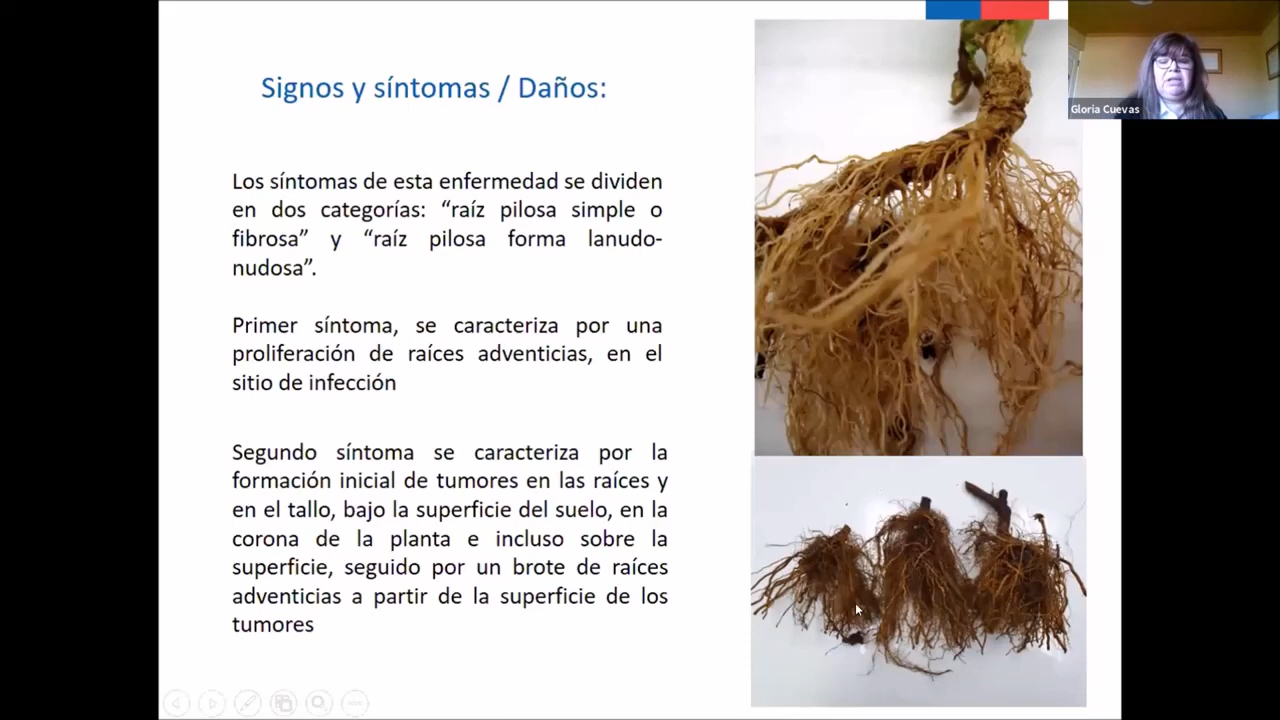 Signos y síntomas / Daños:
Los síntomas de esta enfermedad se dividen
en dos categorías: “raíz pilosa simple o
fibrosa” y “raíz pilosa forma lanudo-
nudosa”.
Primer síntoma, se caracteriza por una
proliferación de raíces adventicias, en el
sitio de infección
Segundo síntoma se caracteriza por la
formación inicial de tumores en las raíces y
en el tallo, bajo la superficie del suelo, en la
corona de la planta e incluso sobre la
superficie, seguido por un brote de raíces
adventicias a partir de la superficie de los
tumores
Gloria Cuevas